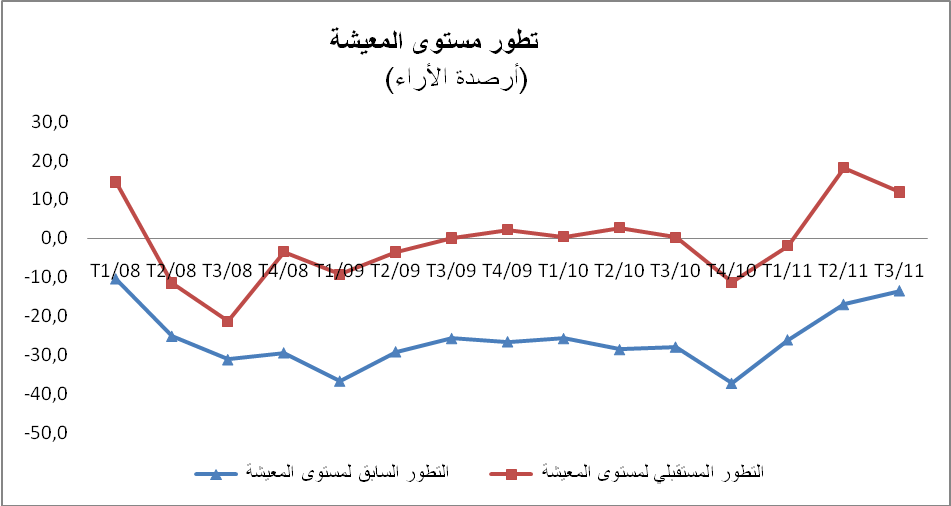 تطور مستوى المعيشة
(أرصدة الأراء)
30,0
20,0
10,0
0,0
-10,0
-20,0
-30,0
-40,0
-50,0
T1/08 T2/08 T3/08 T4/08 T1/09 T2/09 T3/09 T4/09 T1/10 T2/10 T3/10 T4/10 T1/11 T2/11 T3/11
التطور السابق لمستوى المعيشة
التطور المستقبلي لمستوى المعيشة